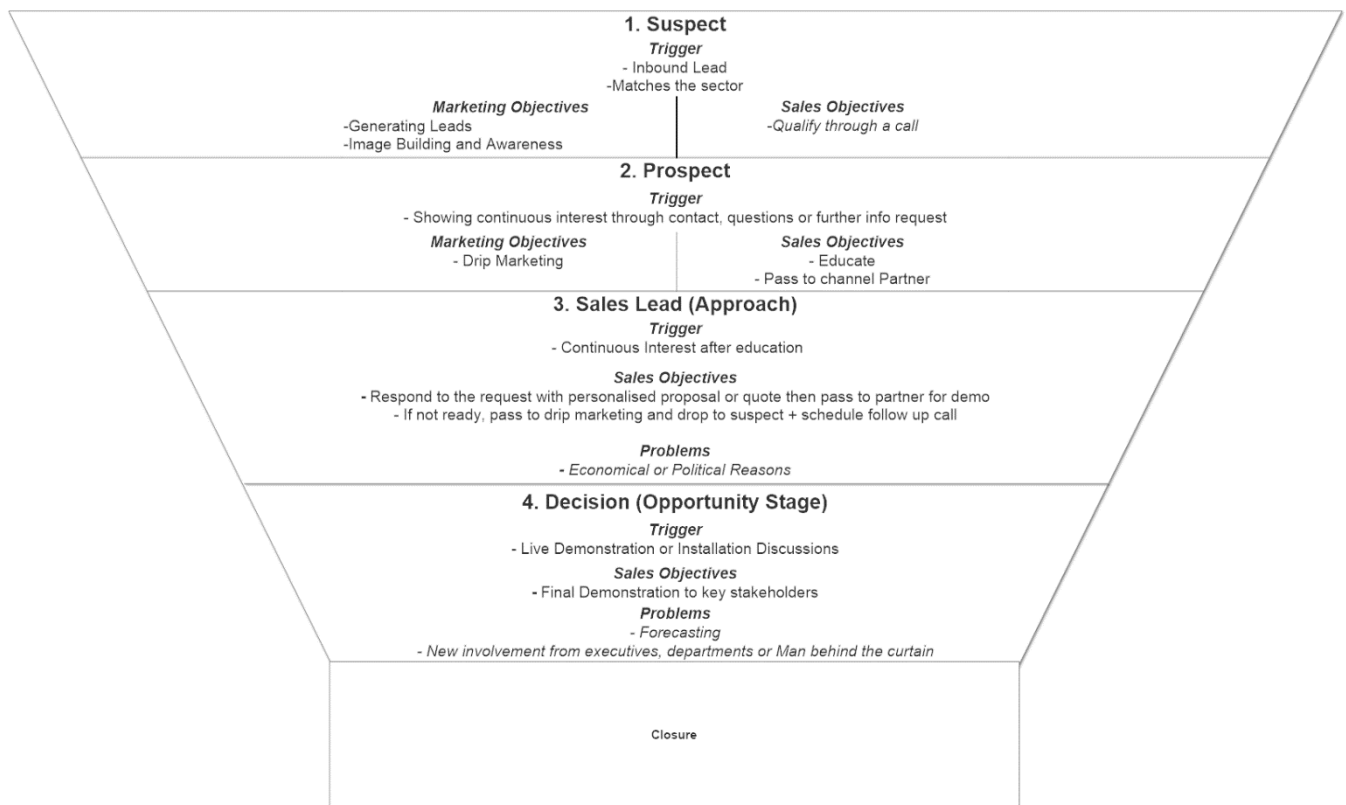 1. Suspect
Trigger
- Inbound Lead
-Matches the sector
Marketing Objectives
-Generating Leads
-Image Building and Awareness
Sales Objectives
-Qualify through a call
2. Prospect
Trigger
- Showing continuous interest through contact, questions or further info request
Marketing Objectives
- Drip Marketing
Sales Objectives
- Educate
- Pass to channel Partner
3. Sales Lead (Approach)
Trigger
- Continuous Interest after education
Sales Objectives
- Respond to the request with personalised proposal or quote then pass to partner for demo
- If not ready, pass to drip marketing and drop to suspect + schedule follow up call
Problems
- Economical or Political Reasons
4. Decision (Opportunity Stage)
Trigger
- Live Demonstration or Installation Discussions
Sales Objectives
- Final Demonstration to key stakeholders
Problems
- Forecasting
- New involvement from executives, departments or Man behind the curtain
Closure